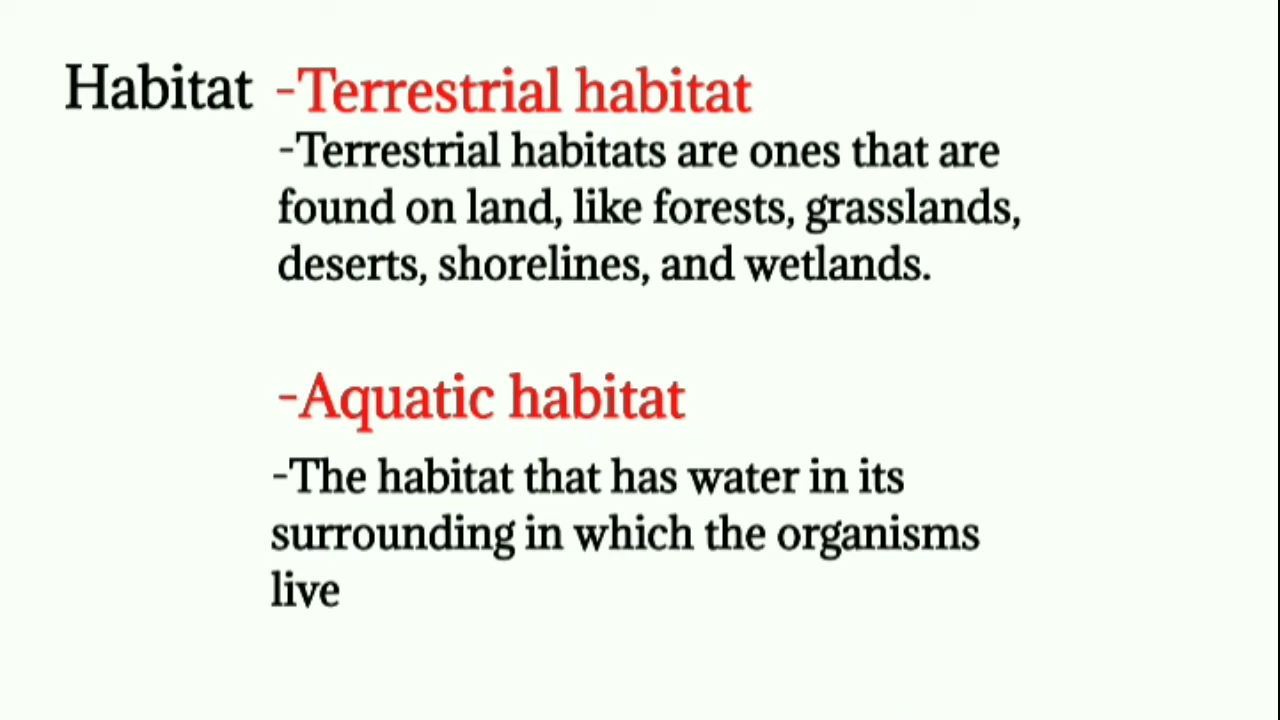 Habitat -Terrestrial habitat
-Terrestrial habitats are ones that are
found on land, like forests, grasslands,
deserts, shorelines, and wetlands.
-Aquatic habitat
-The habitat that has water in its
surrounding in which the organisms
live